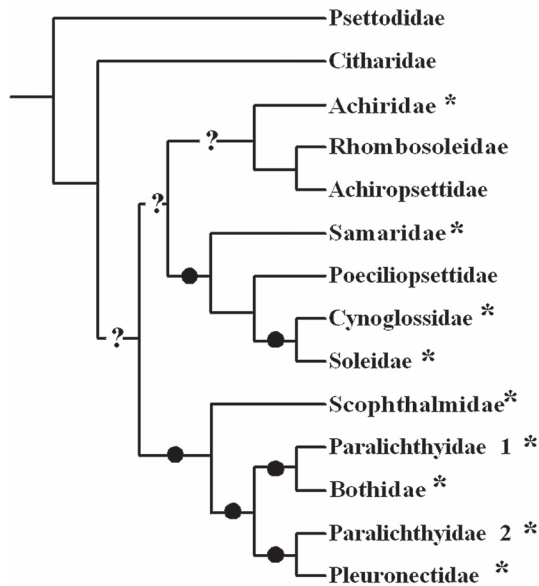 Psettodidae
Citharidae
Achiridae *
?
Rhombosoleidae
Achiropsettidae
?
Samaridae *
Poeciliopsettidae
Cynoglossidae *
?
Soleidae *
Scophthalmidae*
Paralichthyidae 1 *
Bothidae *
Paralichthyidae 2 *
Pleuronectidae *